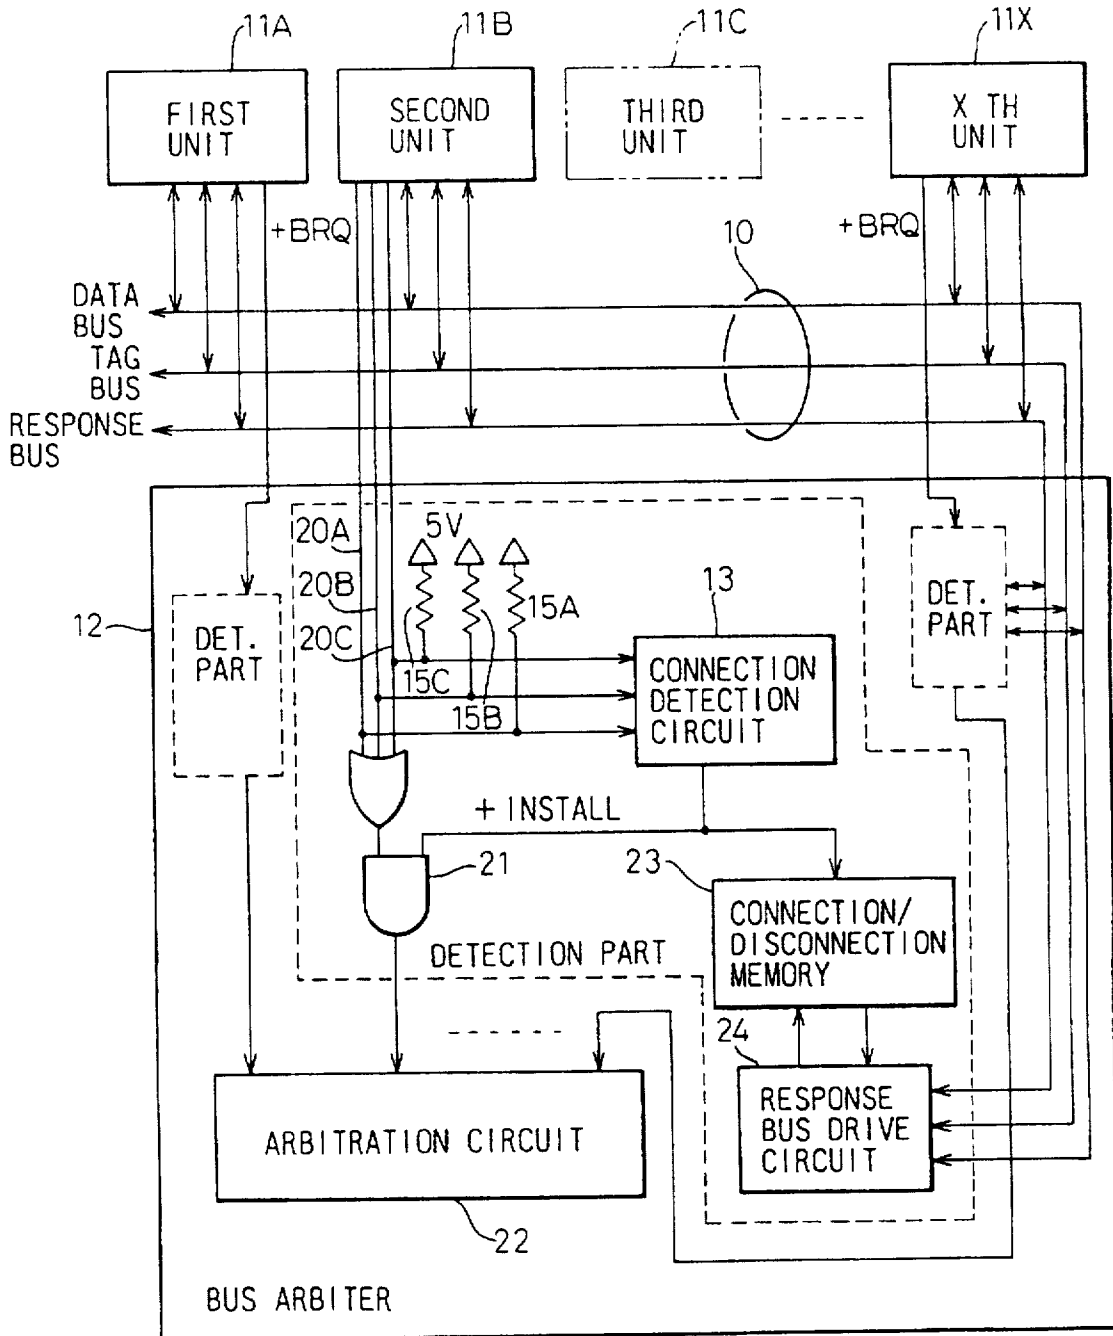 11A
11B
11C
11X
FIRST
UNIT
SECOND
UNIT
THIRD
UNIT
X TH
UNIT
+BRQ
+BRQ
10
DATA
BUS
TAG
BUS
RESPONSE
BUS
20A
5V
20B
15A
13
20C
12
DET.
PART
DET.
PART
15C
15B
CONNECTION
DETECTION
CIRCUIT
+ INSTALL
21
23
CONNECTION/
DISCONNECTION
MEMORY
DETECTION PART
24
RESPONSE
BUS DRIVE
CIRCUIT
ARBITRATION CIRCUIT
22
BUS ARBITER